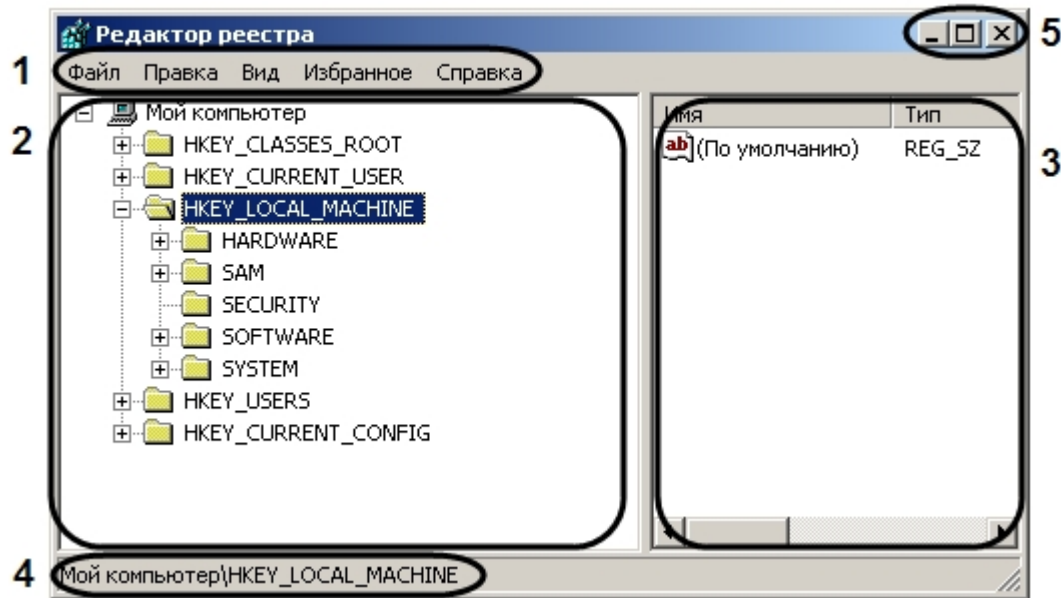 Редактор реестра
5
1
Файл Правка Вид Избранное Справка
2
Мой компьютер
HKEY_CLASSES_ROOT
HKEY_CURRENT_USER
HKEY_LOCAL_MACHINE
HARDWARE
SAM
SECURITY
SOFTWARE
SYSTEM
HKEY_USERS
HKEY_CURRENT_CONFIG
Имя Тип
ab (По умолчанию) REG_SZ
3
4
Мой компьютер\HKEY_LOCAL_MACHINE